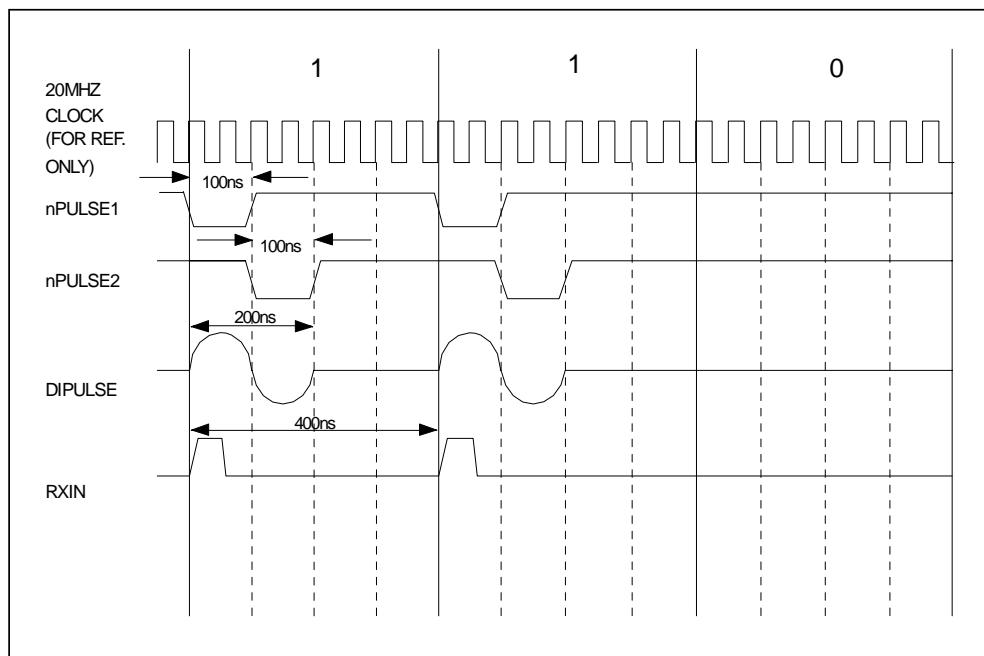 1 1 0
20MHZ
CLOCK
(FOR REF.
ONLY)
100ns
nPULSE1
100ns
nPULSE2
200ns
DIPULSE
400ns
RXIN